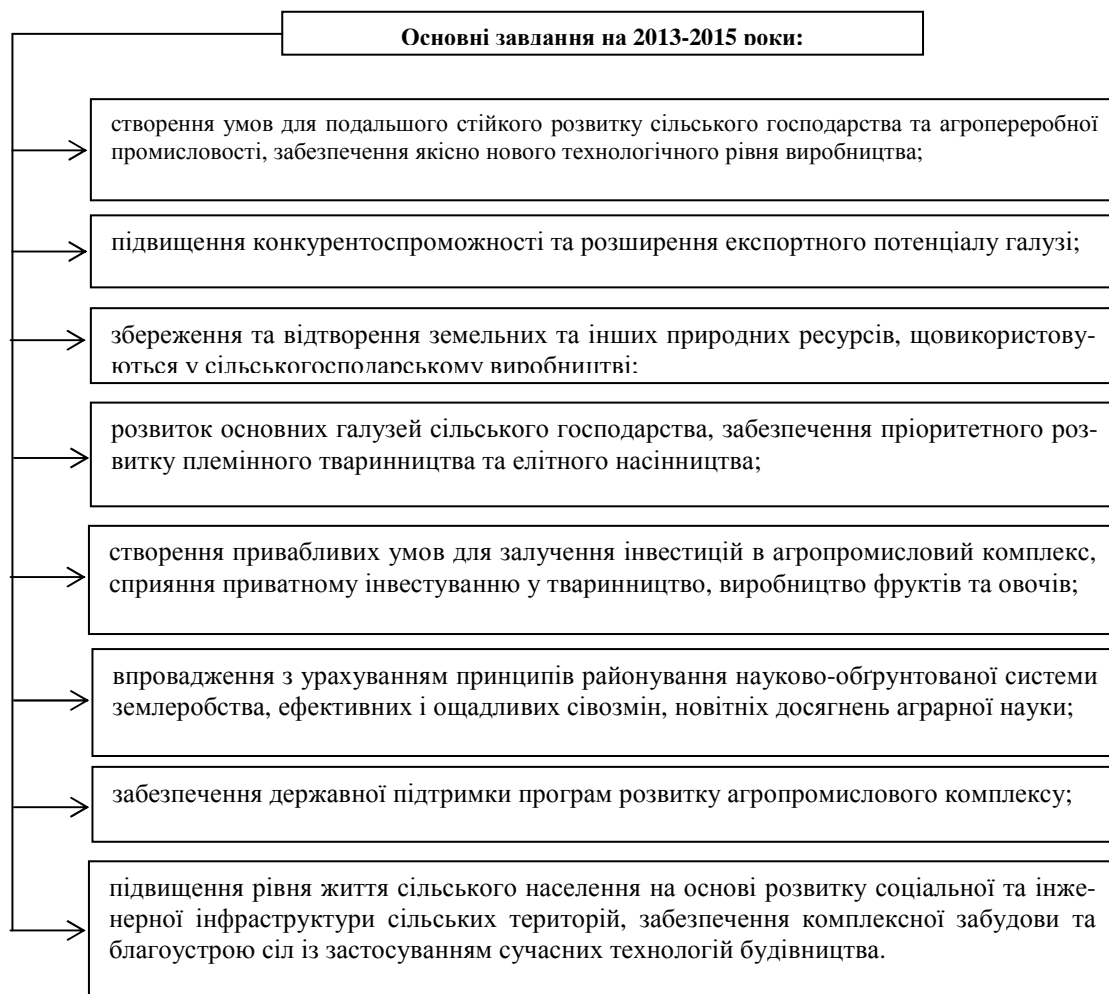 Основні завдання на 2013-2015 роки:
створення умов для подальшого стійкого розвитку сільського господарства та агропереробної
промисловості, забезпечення якісно нового технологічного рівня виробництва;
підвищення конкурентоспроможності та розширення експортного потенціалу галузі;
збереження та відтворення земельних та інших природних ресурсів, щовикористову-
ються у сільськогосподарському виробництві;
розвиток основних галузей сільського господарства, забезпечення пріоритетного роз-
витку племінного тваринництва та елітного насінництва;
створення привабливих умов для залучення інвестицій в агропромисловий комплекс,
сприяння приватному інвестуванню у тваринництво, виробництво фруктів та овочів;
впровадження з урахуванням принципів районування науково-обґрунтованої системи
землеробства, ефективних і ощадливих сівозмін, новітніх досягнень аграрної науки;
забезпечення державної підтримки програм розвитку агропромислового комплексу;
підвищення рівня життя сільського населення на основі розвитку соціальної та інже-
нерної інфраструктури сільських територій, забезпечення комплексної забудови та
благоустрою сіл із застосуванням сучасних технологій будівництва.